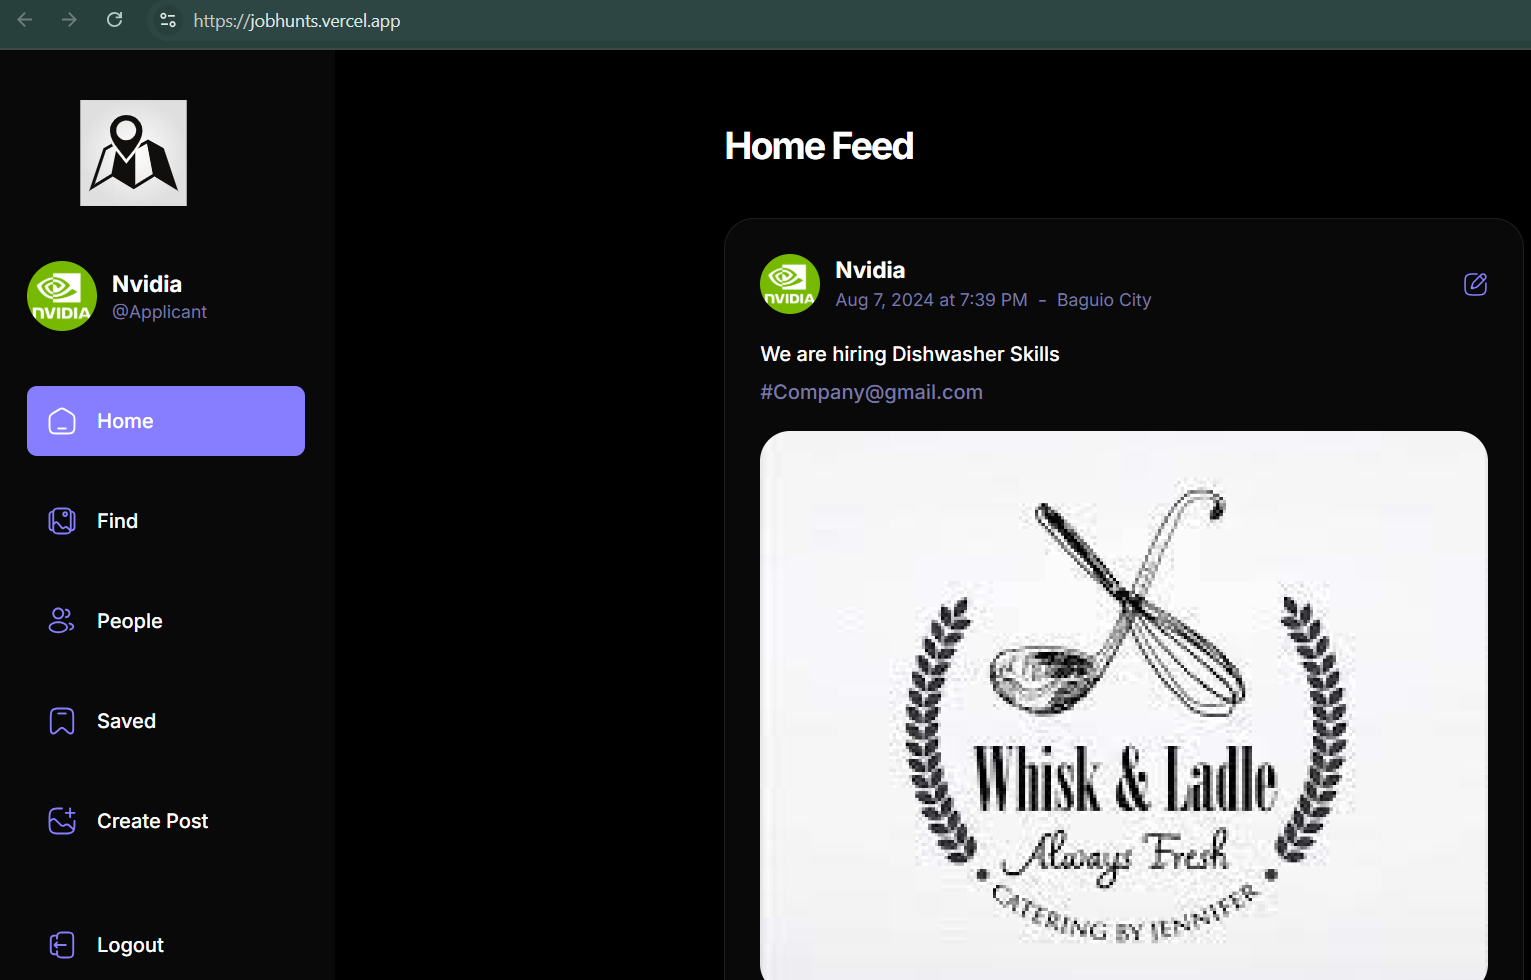 https://jobhunts.vercel.app
NVIDIA
Nvidia
@Applicant
Home
Find
People
Saved
Create Post
Logout
Home Feed
NVIDIA
Nvidia
Aug 7, 2024 at 7:39 PM - Baguio City
We are hiring Dishwasher Skills
#Company@gmail.com
Whisk & Ladle
Always Fresh
• CATERING BY JENNIFER •